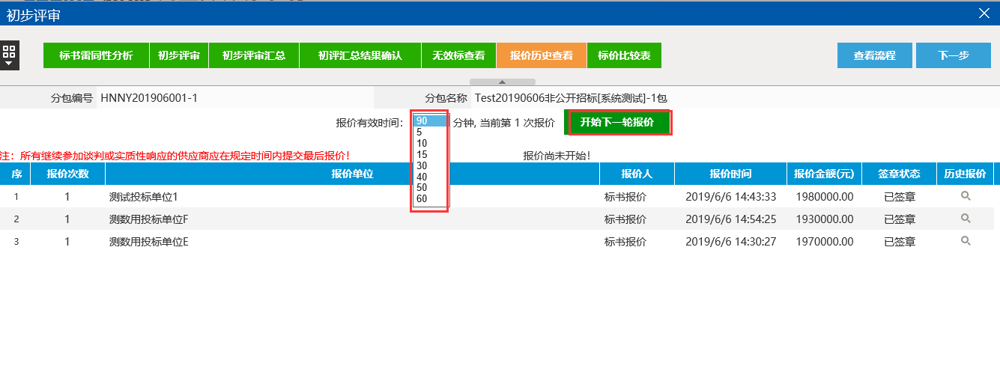 初步评审
标书雷同性分析 初步评审 初步评审汇总 初评汇总结果确认 无效标查看 报价历史查看 标价比较表 查看流程 下一步
分包编号 HNNY201906001-1 分包名称 Test20190606非公开招标[系统测试]-1包
报价有效时间: 90 分钟, 当前第 1 次报价 开始下一轮报价
5
10
15
30
40
50
60
注: 所有继续参加谈判或实质性响应的供应商应在规定时间内提交最后报价! 报价尚未开始!
序 报价次数 报价单位 报价人 报价时间 报价金额(元) 签章状态 历史报价
1 1 测试投标单位1 标书报价 2019/6/6 14:43:33 1980000.00 已签章
2 1 测数用投标单位F 标书报价 2019/6/6 14:54:25 1930000.00 已签章
3 1 测数用投标单位E 标书报价 2019/6/6 14:30:27 1970000.00 已签章